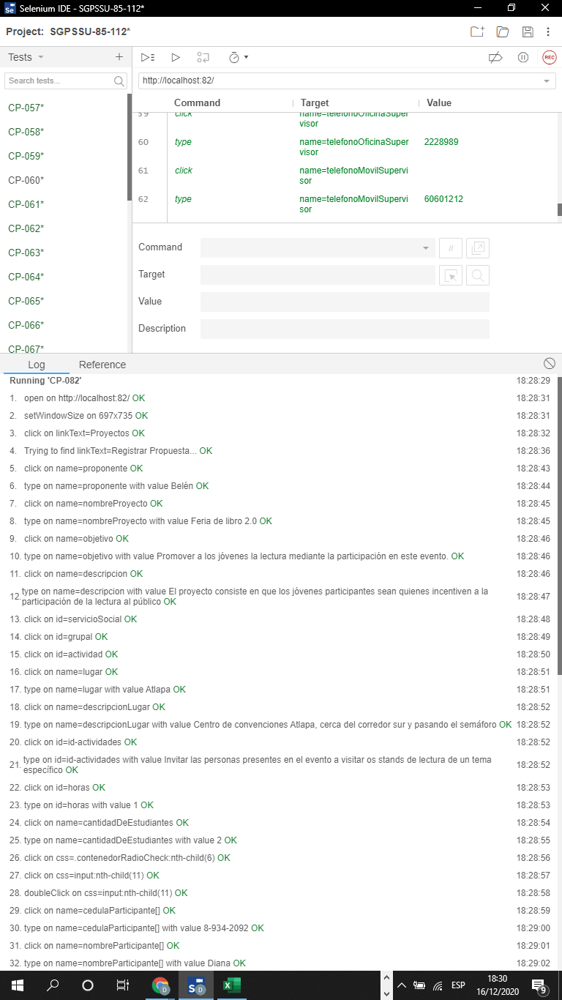 Selenium IDE - SGPSSU-85-112*
Project: SGPSSU-85-112*
Tests
Search tests...
CP-057*
CP-058*
CP-059*
CP-060*
CP-061*
CP-062*
CP-063*
CP-064*
CP-065*
CP-066*
CP-067*
REC
http://localhost:82/
Command Target Value
59 click name=telefonoOficinaSuper
visor
60 type name=telefonoOficinaSuper 2228989
visor
61 click name=telefonoMovilSupervi
sor
62 type name=telefonoMovilSupervi 60601212
sor
Command //
Target
Value
Description
Log Reference
Running 'CP-082' 18:28:29
1. open on http://localhost:82/ OK 18:28:31
2. setWindowSize on 697x735 OK 18:28:31
3. click on linkText=Proyectos OK 18:28:32
4. Trying to find linkText=Registrar Propuesta... OK 18:28:36
5. click on name=proponente OK 18:28:43
6. type on name=proponente with value Belén OK 18:28:44
7. click on name=nombreProyecto OK 18:28:45
8. type on name=nombreProyecto with value Feria de libro 2.0 OK 18:28:45
9. click on name=objetivo OK 18:28:46
10. type on name=objetivo with value Promover a los jóvenes la lectura mediante la participación en este evento. OK 18:28:46
11. click on name=descripcion OK 18:28:46
12. type on name=descripcion with value El proyecto consiste en que los jóvenes participantes sean quienes incentiven a la
participación de la lectura al público OK 18:28:47
13. click on id=servicioSocial OK 18:28:48
14. click on id=grupal OK 18:28:49
15. click on id=actividad OK 18:28:50
16. click on name=lugar OK 18:28:51
17. type on name=lugar with value Atlapa OK 18:28:51
18. click on name=descripcionLugar OK 18:28:52
19. type on name=descripcionLugar with value Centro de convenciones Atlapa, cerca del corredor sur y pasando el semáforo OK 18:28:52
20. click on id=id-actividades OK 18:28:52
21. type on id=id-actividades with value Invitar las personas presentes en el evento a visitar os stands de lectura de un tema
específico OK 18:28:52
22. click on id=horas OK 18:28:53
23. type on id=horas with value 1 OK 18:28:53
24. click on name=cantidadDeEstudiantes OK 18:28:54
25. type on name=cantidadDeEstudiantes with value 2 OK 18:28:55
26. click on css=.contenedorRadioCheck:nth-child(6) OK 18:28:56
27. click on css=input:nth-child(11) OK 18:28:57
28. doubleClick on css=input:nth-child(11) OK 18:28:58
29. click on name=cedulaParticipante[] OK 18:28:59
30. type on name=cedulaParticipante[] with value 8-934-2092 OK 18:29:00
31. click on name=nombreParticipante[] OK 18:29:01
32. type on name=nombreParticipante[] with value Diana OK 18:29:02
ESP
18:30
16/12/2020
9